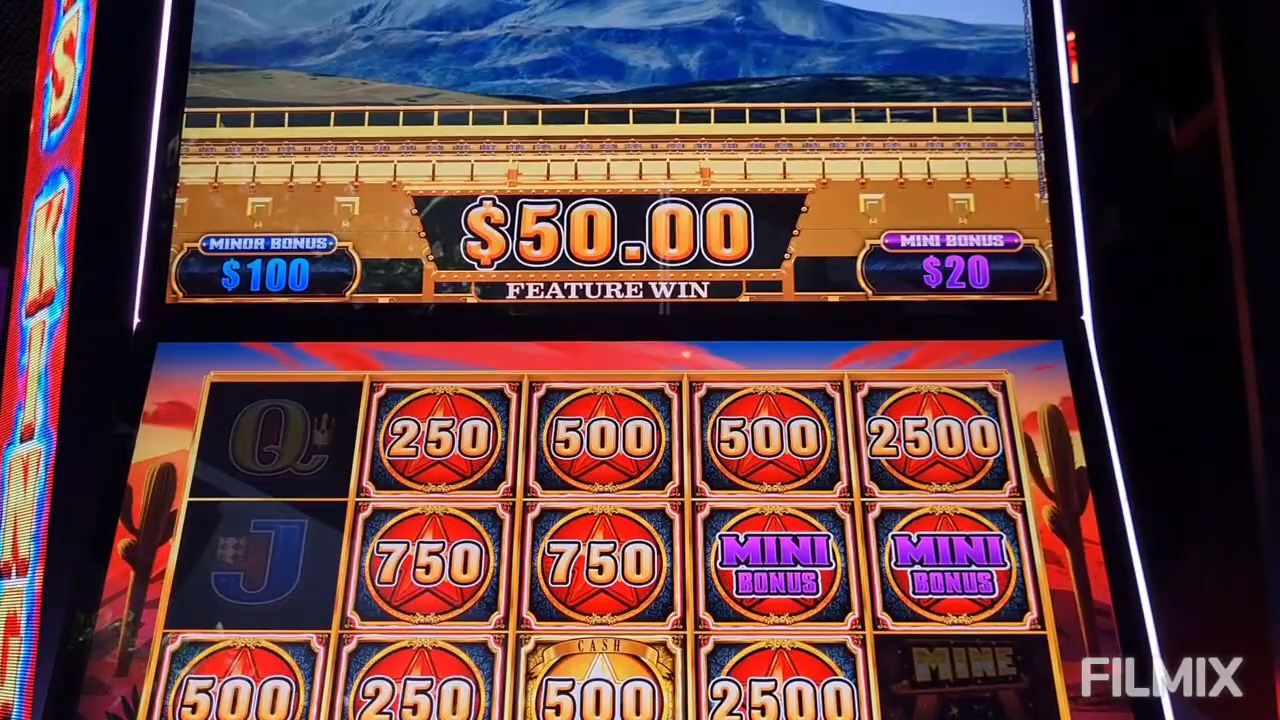 $50.00
MINOR BONUS
$100
FEATURE WIN
MINI BONUS
$20
Q
250
500
500
2500
J
750
750
MINI
BONUS
MINI
BONUS
500
250
CASH
500
2500
MINE
FILMIX